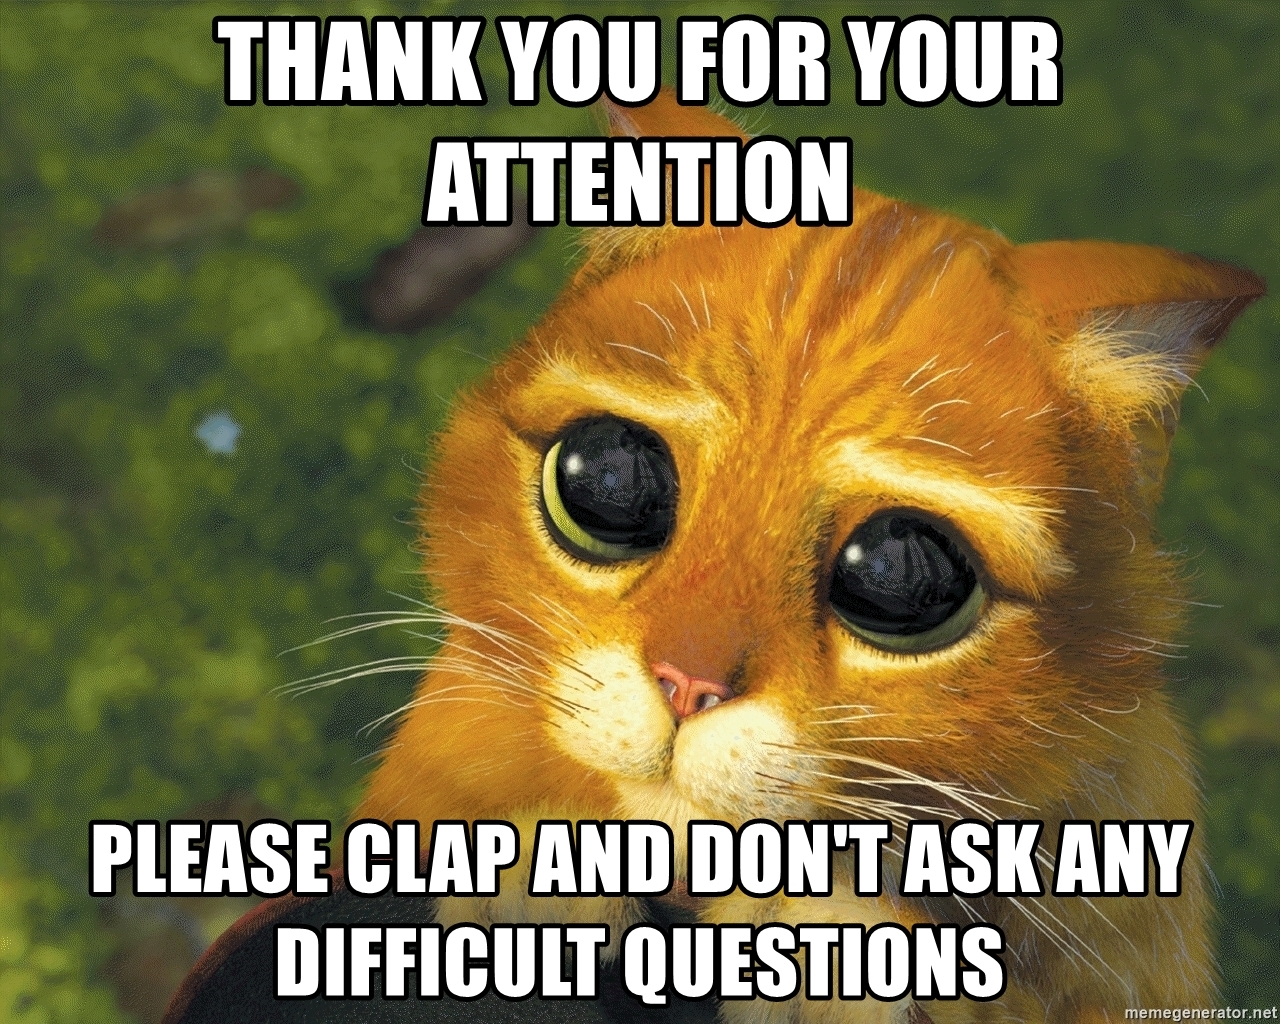 THANK YOU FOR YOUR
ATTENTION
PLEASE CLAP AND DON'T ASK ANY
DIFFICULT QUESTIONS
memegenerator.net